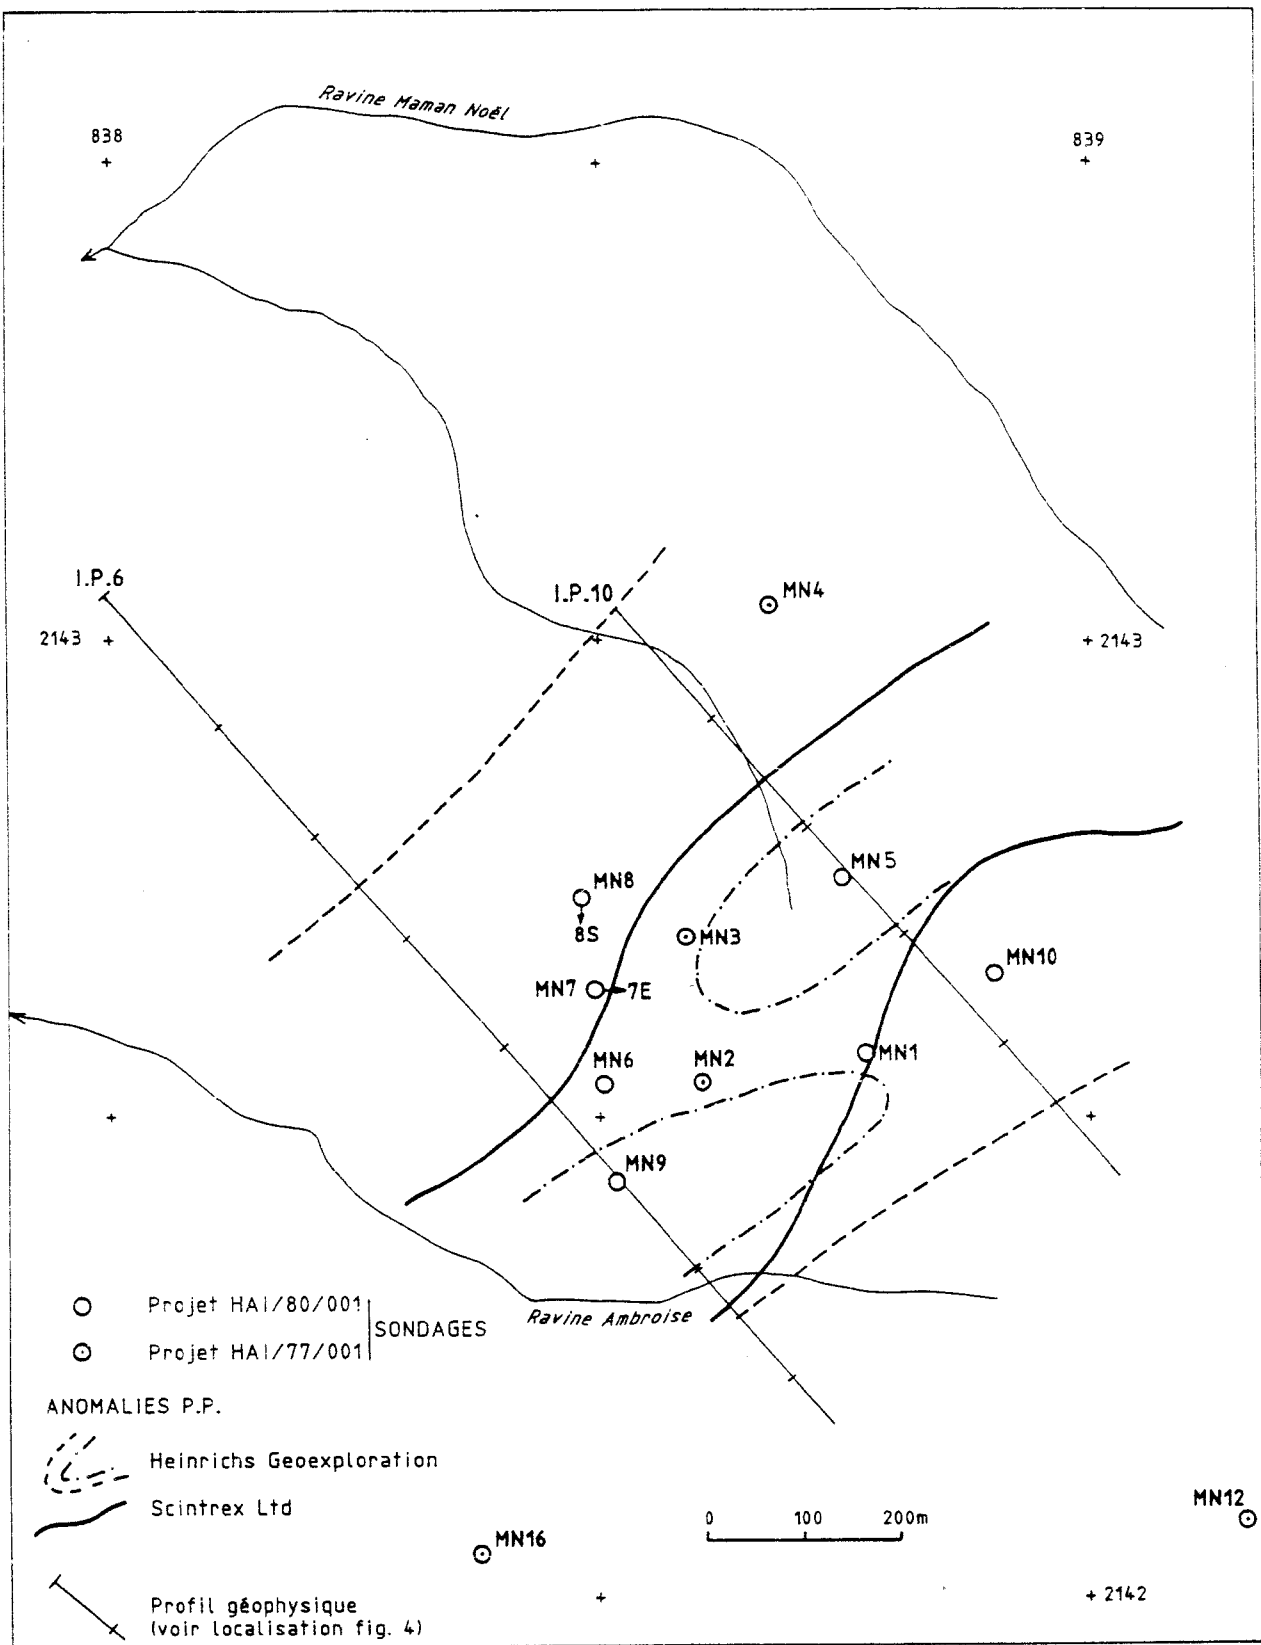 Ravine Maman Noël
838
839
I.P.6
I.P.10
MN4
2143
2143
MN8
8S
MN5
MN3
MN10
MN7
7E
MN6
MN2
MN1
MN9
Projet HAI/80/001
SONDAGES
Projet HAI/77/001
Ravine Ambroise
ANOMALIES P.P.
Heinrichs Geoexploration
Scintrex Ltd
0 100 200m
MN12
MN16
Profil géophysique
(voir localisation fig. 4)
2142